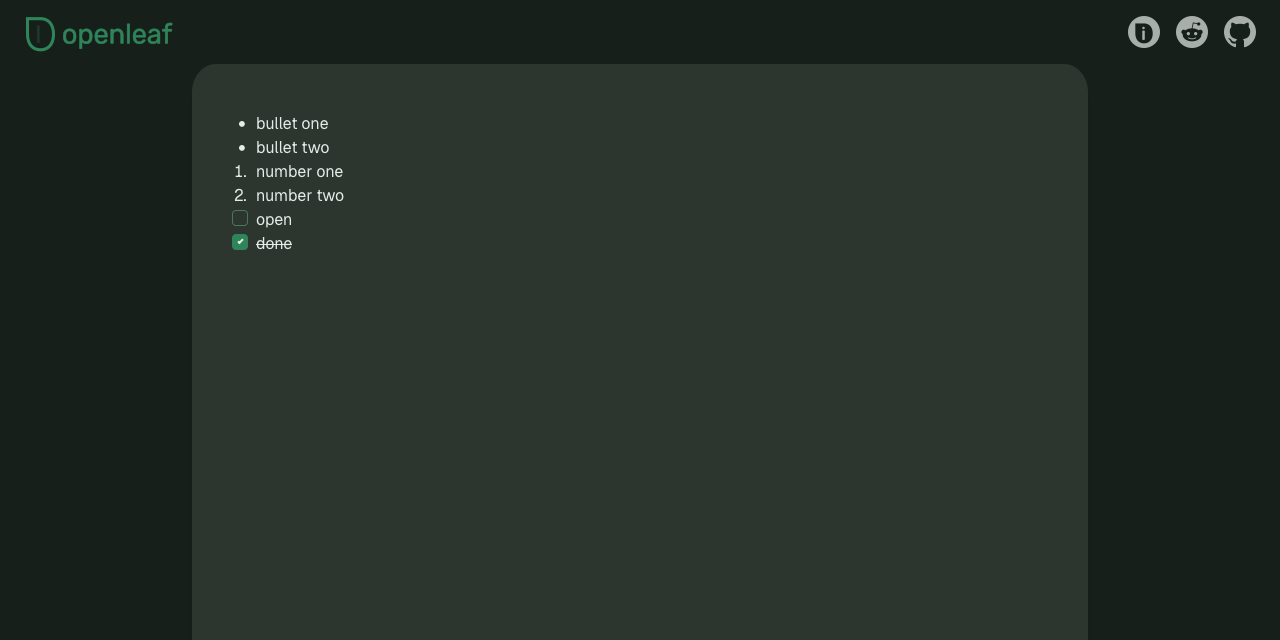 openleaf
• bullet one
• bullet two
1. number one
2. number two
open
done